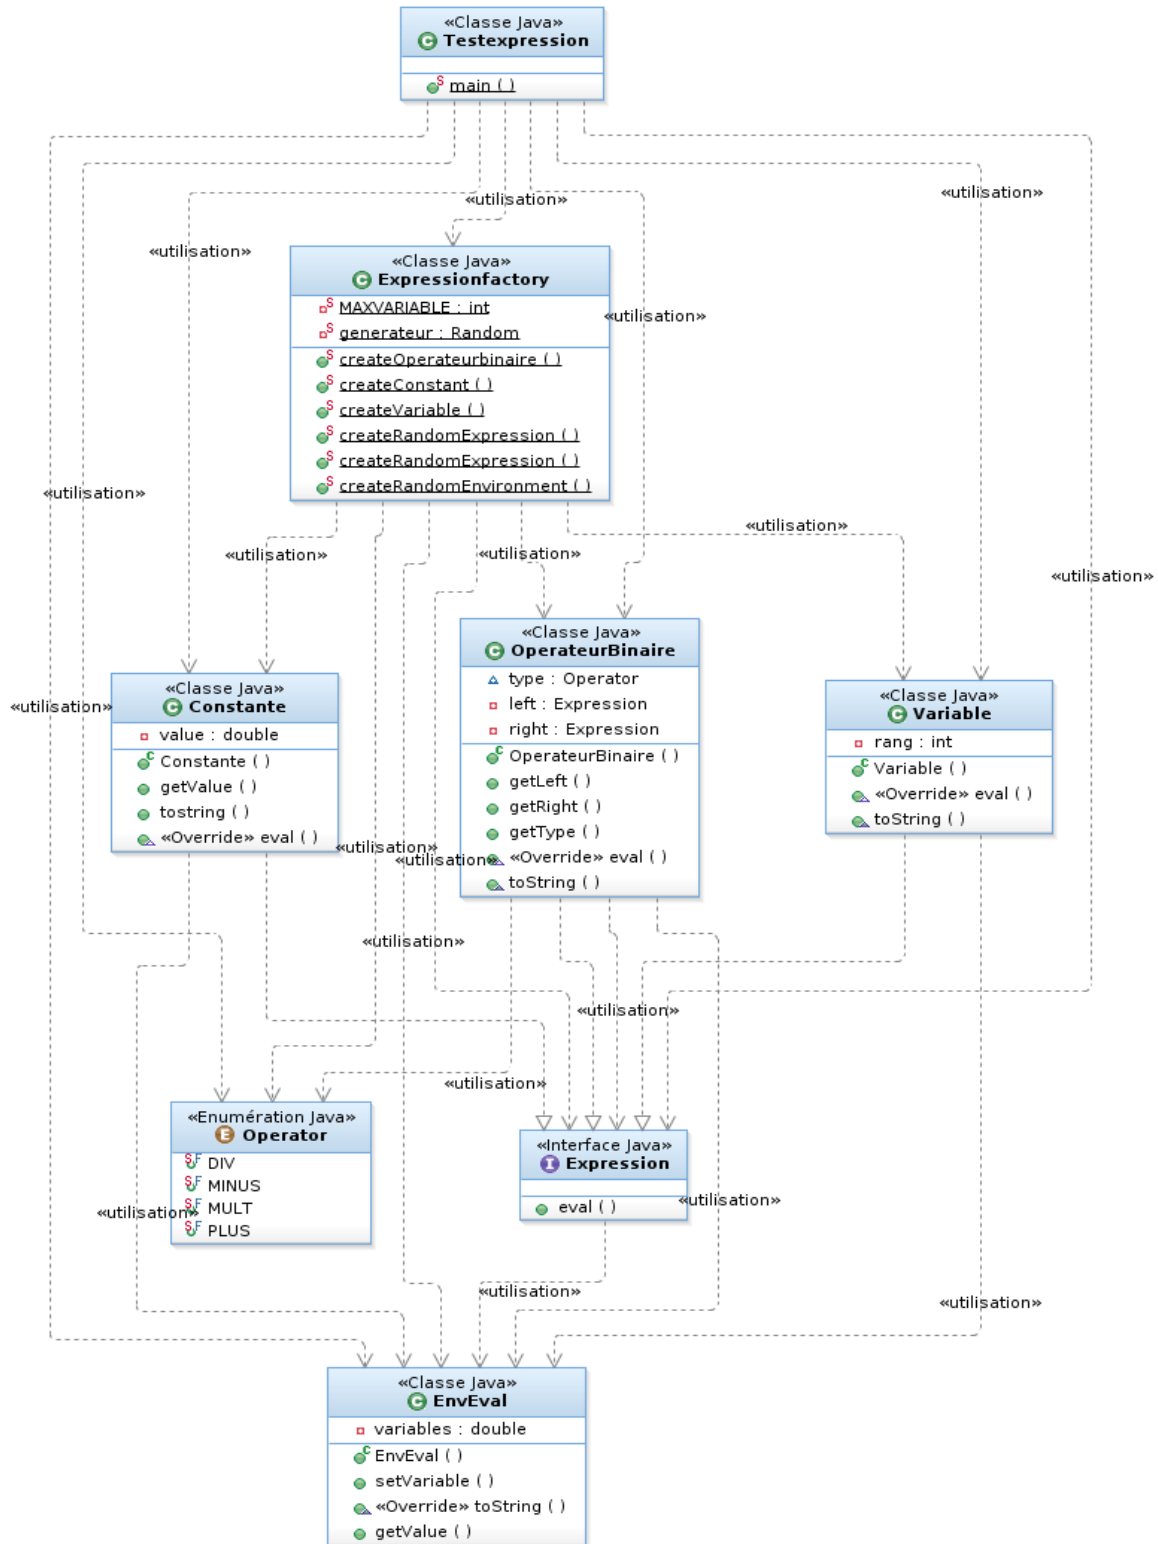 «Classe Java»
Testexpression
main ( )
«utilisation»
«utilisation»
«utilisation»
«Classe Java»
Expressionfactory
MAXVARIABLE : int
generateur : Random
createOperateurbinaire ( )
createConstant ( )
createVariable ( )
createRandomExpression ( )
createRandomExpression ( )
createRandomEnvironment ( )
«utilisation»
«utilisation»
«utilisation»
«utilisation»
«utilisation»
«utilisation»
«Classe Java»
OperateurBinaire
type : Operator
left : Expression
right : Expression
OperateurBinaire ( )
getLeft ( )
getRight ( )
getType ( )
«Override» eval ( )
toString ( )
«Classe Java»
Constante
value : double
Constante ( )
getValue ( )
tostring ( )
«Override» eval ( )
«Classe Java»
Variable
rang : int
Variable ( )
«Override» eval ( )
toString ( )
«utilisation»
«utilisation»
«utilisation»
«utilisation»
«utilisation»
«utilisation»
«Enumération Java»
Operator
DIV
MINUS
MULT
PLUS
«utilisation»
«Interface Java»
Expression
eval ( )
«utilisation»
«utilisation»
«utilisation»
«Classe Java»
EnvEval
variables : double
EnvEval ( )
setVariable ( )
«Override» toString ( )
getValue ( )